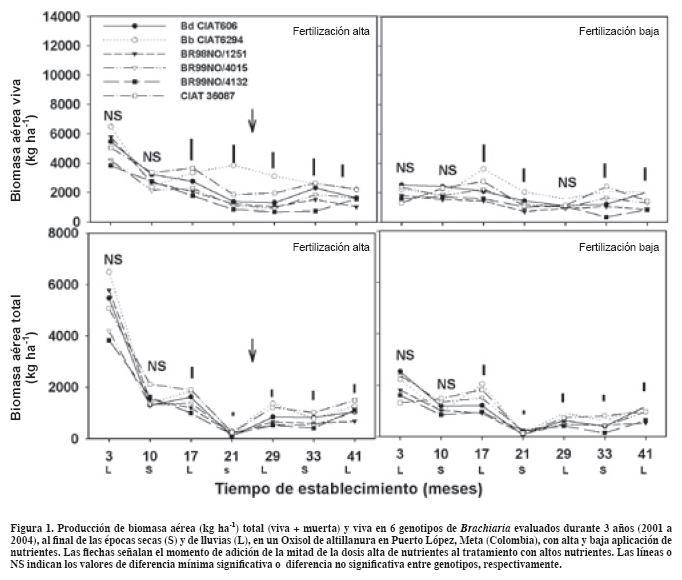 14000
12000
10000
8000
6000
4000
2000
0
Biomasa aérea viva
(kg ha⁻¹)
Bd CIAT606
Bb CIAT6294
BR98NO/1251
BR99NO/4015
BR99NO/4132
CIAT 36087
Fertilización alta
NS
NS
Fertilización baja
NS
NS
NS
8000
6000
4000
2000
0
Biomasa aérea total
(kg ha⁻¹)
Fertilización alta
NS
NS
Fertilización baja
NS
NS
3 10 17 21 29 33 41
L S L s L S L
3 10 17 21 29 33 41
L S L S L S L
Tiempo de establecimiento (meses)
Figura 1. Producción de biomasa aérea (kg ha⁻¹) total (viva + muerta) y viva en 6 genotipos de Brachiaria evaluados durante 3 años (2001 a
2004), al final de las épocas secas (S) y de lluvias (L), en un Oxisol de altillanura en Puerto López, Meta (Colombia), con alta y baja aplicación de
nutrientes. Las flechas señalan el momento de adición de la mitad de la dosis alta de nutrientes al tratamiento con altos nutrientes. Las líneas o
NS indican los valores de diferencia mínima significativa o diferencia no significativa entre genotipos, respectivamente.